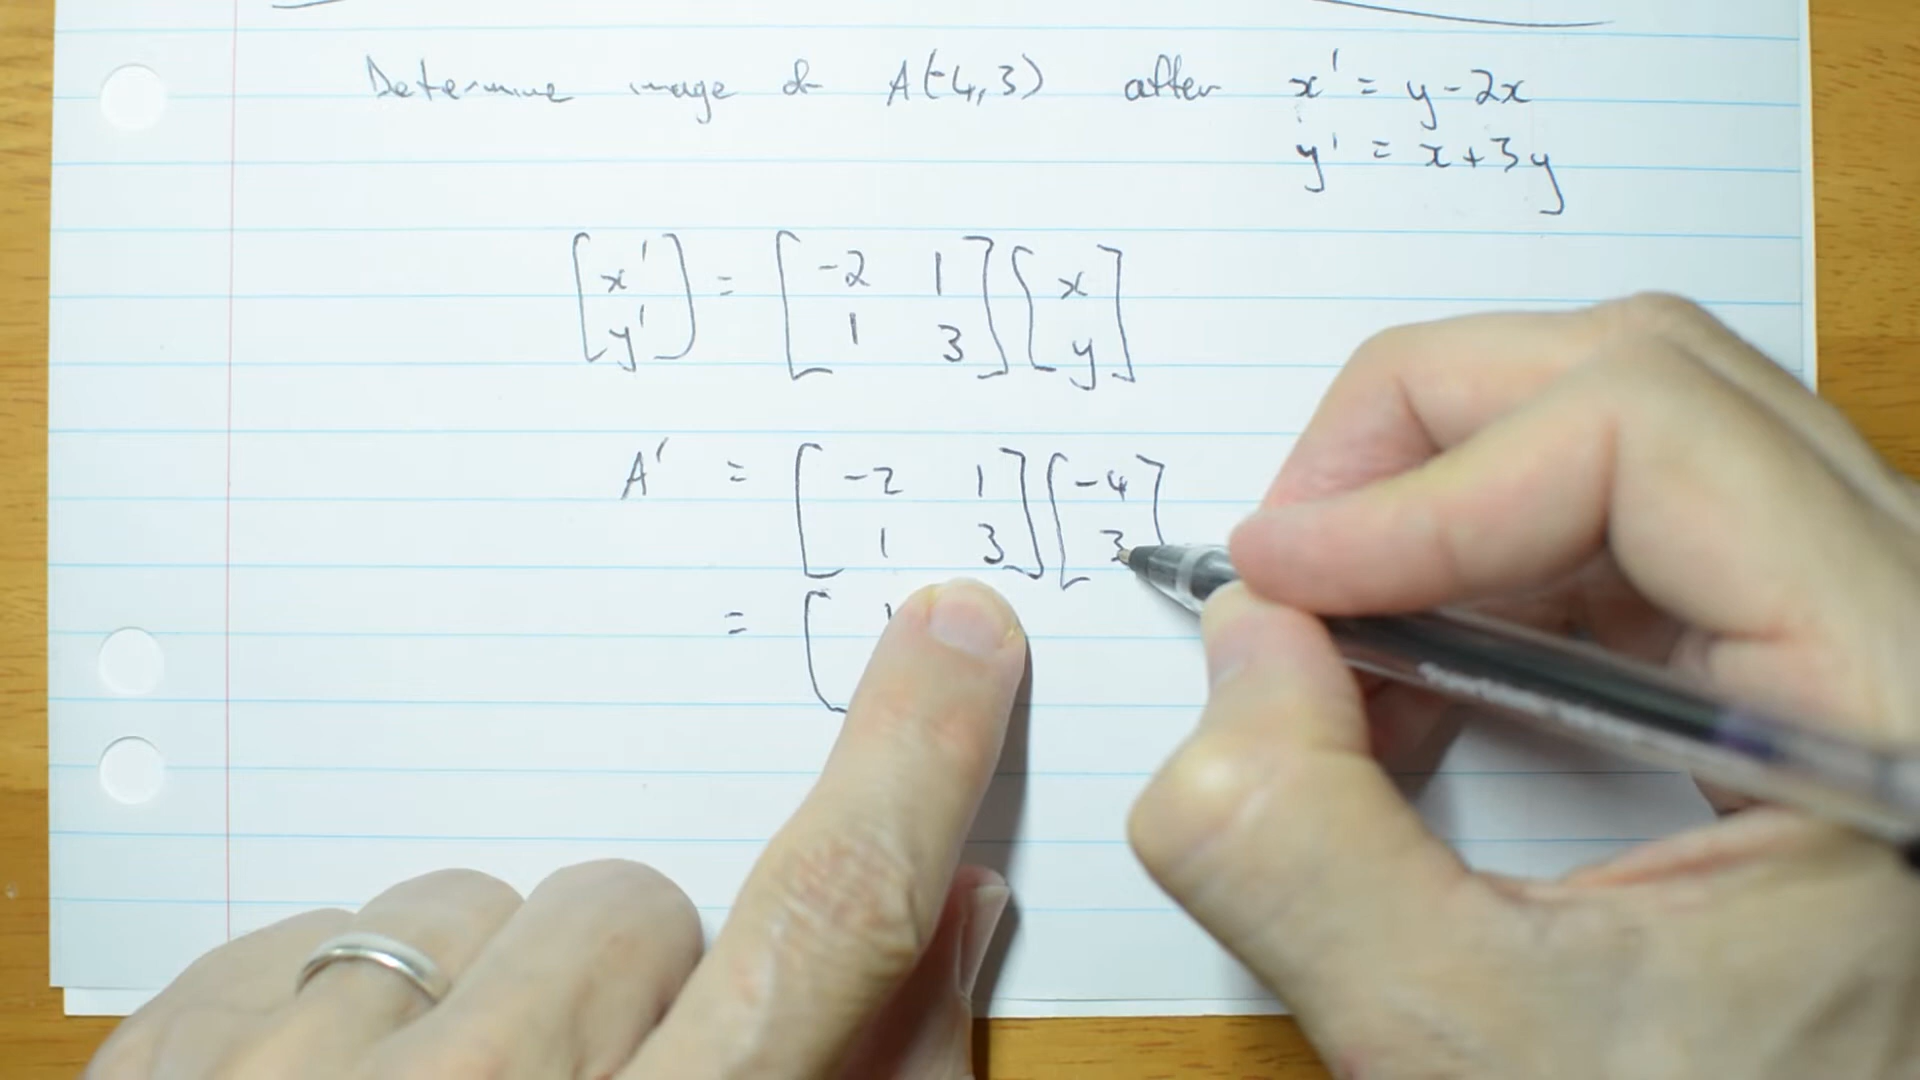 Determine image of A(-4,3) after x' = y-2x
y' = x+3y
[x' y'] = [-2 1 1 3] [x y]
A' = [-2 1 1 3] [-4 3]
= [